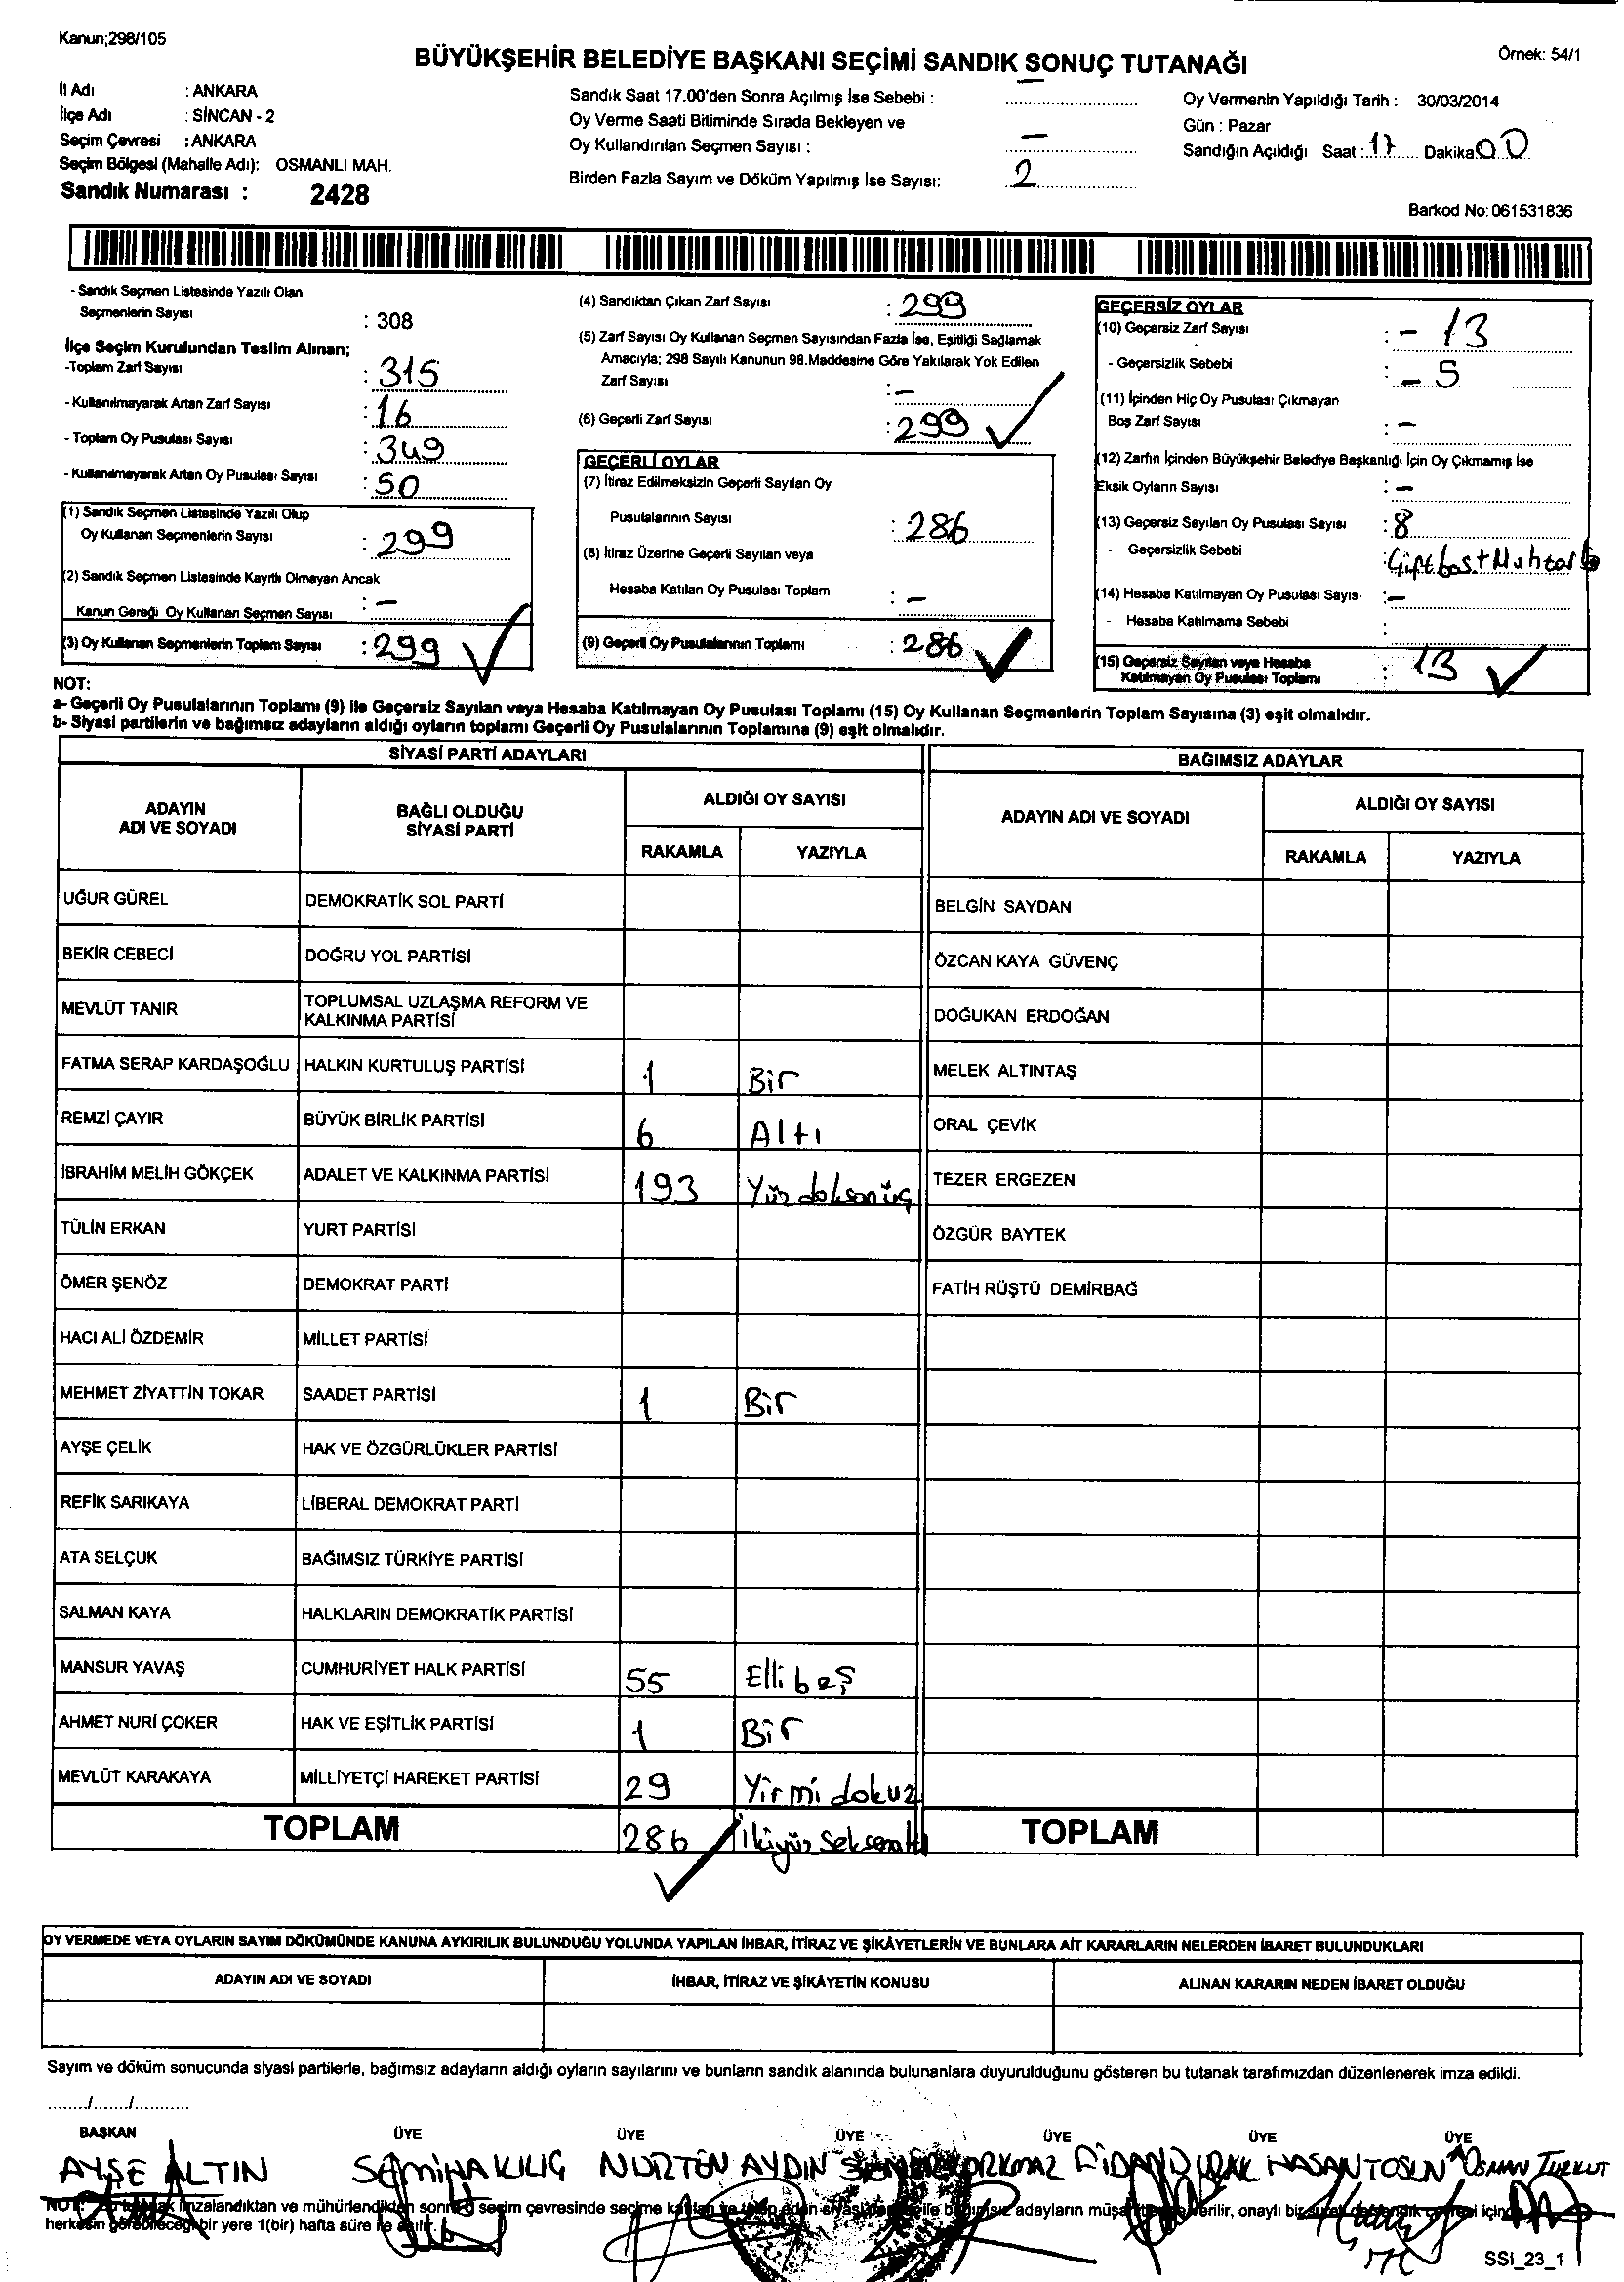 Kanun;298/105
BÜYÜKŞEHİR BELEDİYE BAŞKANI SEÇİMİ SANDIK SONUÇ TUTANAĞI
Örnek: 54/1
İl Adı : ANKARA
İlçe Adı : SİNCAN - 2
Seçim Çevresi : ANKARA
Seçim Bölgesi (Mahalle Adı): OSMANLI MAH.
Sandık Numarası : 2428
Sandık Saat 17.00'den Sonra Açılmış İse Sebebi : —
Oy Verme Saati Bitiminde Sırada Bekleyen ve
Oy Kullandırılan Seçmen Sayısı : —
Birden Fazla Sayım ve Döküm Yapılmış İse Sayısı: 2
Oy Vermenin Yapıldığı Tarih : 30/03/2014
Gün : Pazar
Sandığın Açıldığı Saat : 17 Dakika 00
Barkod No: 061531836
- Sandık Seçmen Listesinde Yazılı Olan
Seçmenlerin Sayısı : 308
İlçe Seçim Kurulundan Teslim Alınan;
-Toplam Zarf Sayısı : 315
- Kullanılmayarak Artan Zarf Sayısı : 16
- Toplam Oy Pusulası Sayısı : 349
- Kullanılmayarak Artan Oy Pusulası Sayısı : 50
(1) Sandık Seçmen Listesinde Yazılı Olup
Oy Kullanan Seçmenlerin Sayısı : 299
(2) Sandık Seçmen Listesinde Kayıtlı Olmayan Ancak
Kanun Gereği Oy Kullanan Seçmen Sayısı : —
(3) Oy Kullanan Seçmenlerin Toplam Sayısı : 299
(4) Sandıktan Çıkan Zarf Sayısı : 299
(5) Zarf Sayısı Oy Kullanan Seçmen Sayısından Fazla İse, Eşitliği Sağlamak
Amacıyla; 298 Sayılı Kanunun 98.Maddesine Göre Yakılarak Yok Edilen
Zarf Sayısı : —
(6) Geçerli Zarf Sayısı : 299
GEÇERLİ OYLAR
(7) İtiraz Edilmeksizin Geçerli Sayılan Oy
Pusulalarının Sayısı : 286
(8) İtiraz Üzerine Geçerli Sayılan veya
Hesaba Katılan Oy Pusulası Toplamı : —
(9) Geçerli Oy Pusulalarının Toplamı : 286
GEÇERSİZ OYLAR
(10) Geçersiz Zarf Sayısı : - 13
- Geçersizlik Sebebi : - 5
(11) İçinden Hiç Oy Pusulası Çıkmayan
Boş Zarf Sayısı : —
(12) Zarfın İçinden Büyükşehir Belediye Başkanlığı İçin Oy Çıkmamış İse
Eksik Oyların Sayısı : —
(13) Geçersiz Sayılan Oy Pusulası Sayısı : 8
- Geçersizlik Sebebi :
(14) Hesaba Katılmayan Oy Pusulası Sayısı : —
- Hesaba Katılmama Sebebi :
(15) Geçersiz Sayılan veya Hesaba
Katılmayan Oy Pusulası Toplamı : 13
NOT:
a- Geçerli Oy Pusulalarının Toplamı (9) ile Geçersiz Sayılan veya Hesaba Katılmayan Oy Pusulası Toplamı (15) Oy Kullanan Seçmenlerin Toplam Sayısına (3) eşit olmalıdır.
b- Siyasi partilerin ve bağımsız adayların aldığı oyların toplamı Geçerli Oy Pusulalarının Toplamına (9) eşit olmalıdır.
SİYASİ PARTİ ADAYLARI
ADAYIN ADI VE SOYADI BAĞLI OLDUĞU SİYASİ PARTİ ALDIĞI OY SAYISI
RAKAMLA YAZIYLA
UĞUR GÜREL DEMOKRATİK SOL PARTİ
BEKİR CEBECİ DOĞRU YOL PARTİSİ
MEVLÜT TANIR TOPLUMSAL UZLAŞMA REFORM VE KALKINMA PARTİSİ
FATMA SERAP KARDAŞOĞLU HALKIN KURTULUŞ PARTİSİ 1 Bir
REMZİ ÇAYIR BÜYÜK BİRLİK PARTİSİ 6 Altı
İBRAHİM MELİH GÖKÇEK ADALET VE KALKINMA PARTİSİ 193 Yüz doksanüç
TÜLİN ERKAN YURT PARTİSİ
ÖMER ŞENÖZ DEMOKRAT PARTİ
HACI ALİ ÖZDEMİR MİLLET PARTİSİ
MEHMET ZİYATTİN TOKAR SAADET PARTİSİ 1 Bir
AYŞE ÇELİK HAK VE ÖZGÜRLÜKLER PARTİSİ
REFİK SARIKAYA LİBERAL DEMOKRAT PARTİ
ATA SELÇUK BAĞIMSIZ TÜRKİYE PARTİSİ
SALMAN KAYA HALKLARIN DEMOKRATİK PARTİSİ
MANSUR YAVAŞ CUMHURİYET HALK PARTİSİ 55 Elli beş
AHMET NURİ ÇOKER HAK VE EŞİTLİK PARTİSİ 1 Bir
MEVLÜT KARAKAYA MİLLİYETÇİ HAREKET PARTİSİ 29 Yirmi dokuz
TOPLAM 286 İkiyüz Seksenaltı
BAĞIMSIZ ADAYLAR
ADAYIN ADI VE SOYADI ALDIĞI OY SAYISI
RAKAMLA YAZIYLA
BELGİN SAYDAN
ÖZCAN KAYA GÜVENÇ
DOĞUKAN ERDOĞAN
MELEK ALTINTAŞ
ORAL ÇEVİK
TEZER ERGEZEN
ÖZGÜR BAYTEK
FATİH RÜŞTÜ DEMİRBAĞ
TOPLAM
OY VERMEDE VEYA OYLARIN SAYIM DÖKÜMÜNDE KANUNA AYKIRILIK BULUNDUĞU YOLUNDA YAPILAN İHBAR, İTİRAZ VE ŞİKÂYETLERİN VE BUNLARA AİT KARARLARIN NELERDEN İBARET BULUNDUKLARI
ADAYIN ADI VE SOYADI İHBAR, İTİRAZ VE ŞİKÂYETİN KONUSU ALINAN KARARIN NEDEN İBARET OLDUĞU
Sayım ve döküm sonucunda siyasi partilerle, bağımsız adayların aldığı oyların sayılarını ve bunların sandık alanında bulunanlara duyurulduğunu gösteren bu tutanak tarafımızdan düzenlenerek imza edildi.
......../......./...........
BAŞKAN ÜYE ÜYE ÜYE ÜYE ÜYE ÜYE
AYŞE ALTIN SEMİHA KILIÇ NURTEN AYDIN KORKMAZ HASAN TOSUN OSMAN TURKUT
NOT: imzalandıktan ve mühürlendikten sonra seçim çevresinde seçime adayların onaylı bir
herkesin görebileceği bir yere 1(bir) hafta süre ile asılır.
SSI_23_1